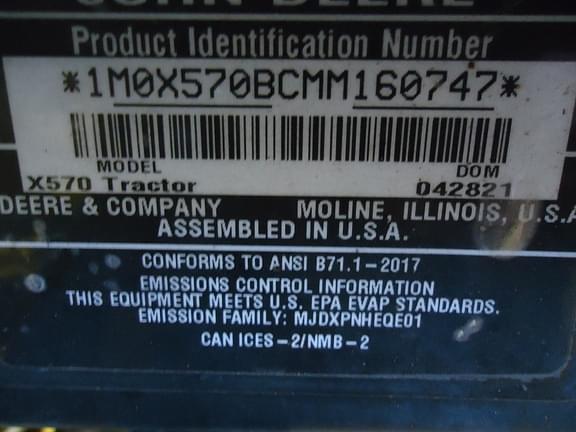 JOHN DEERE
Product Identification Number
*1M0X570BCMM160747*
MODEL DOM
X570 Tractor 042821
DEERE & COMPANY MOLINE, ILLINOIS, U.S.A
ASSEMBLED IN U.S.A.
CONFORMS TO ANSI B71.1-2017
EMISSIONS CONTROL INFORMATION
THIS EQUIPMENT MEETS U.S. EPA EVAP STANDARDS.
EMISSION FAMILY: MJDXPNHEQE01
CAN ICES-2/NMB-2